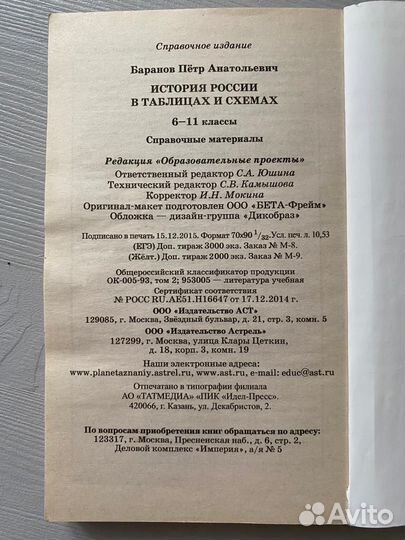 Справочное издание
Баранов Пётр Анатольевич
ИСТОРИЯ РОССИИ
В ТАБЛИЦАХ И СХЕМАХ
6—11 классы
Справочные материалы
Редакция «Образовательные проекты»
Ответственный редактор С.А. Юшина
Технический редактор С.В. Камышова
Корректор И.Н. Мокина
Оригинал-макет подготовлен ООО «БЕТА-Фрейм»
Обложка — дизайн-группа «Дикобраз»
Подписано в печать 15.12.2015. Формат 70х90 1/32. Усл. печ. л. 10,53
(ЕГЭ) Доп. тираж 3000 экз. Заказ № М-8.
(Жёлт.) Доп. тираж 2000 экз. Заказ № М-9.
Общероссийский классификатор продукции
ОК-005-93, том 2; 953005 — литература учебная
Сертификат соответствия
№ РОСС RU.АЕ51.Н16647 от 17.12.2014 г.
ООО «Издательство АСТ»
129085, г. Москва, Звёздный бульвар, д. 21, стр. 3, комн. 5
ООО «Издательство Астрель»
127299, г. Москва, улица Клары Цеткин,
д. 18, корп. 3, комн. 19
Наши электронные адреса:
www.planetaznaniy.astrel.ru, www.ast.ru, e-mail: educ@ast.ru
Отпечатано в типографии филиала
АО «ТАТМЕДИА» «ПИК «Идел-Пресс».
420066, г. Казань, ул. Декабристов, 2.
По вопросам приобретения книг обращаться по адресу:
123317, г. Москва, Пресненская наб., д. 6, стр. 2,
Деловой комплекс «Империя», а/я № 5
Avito